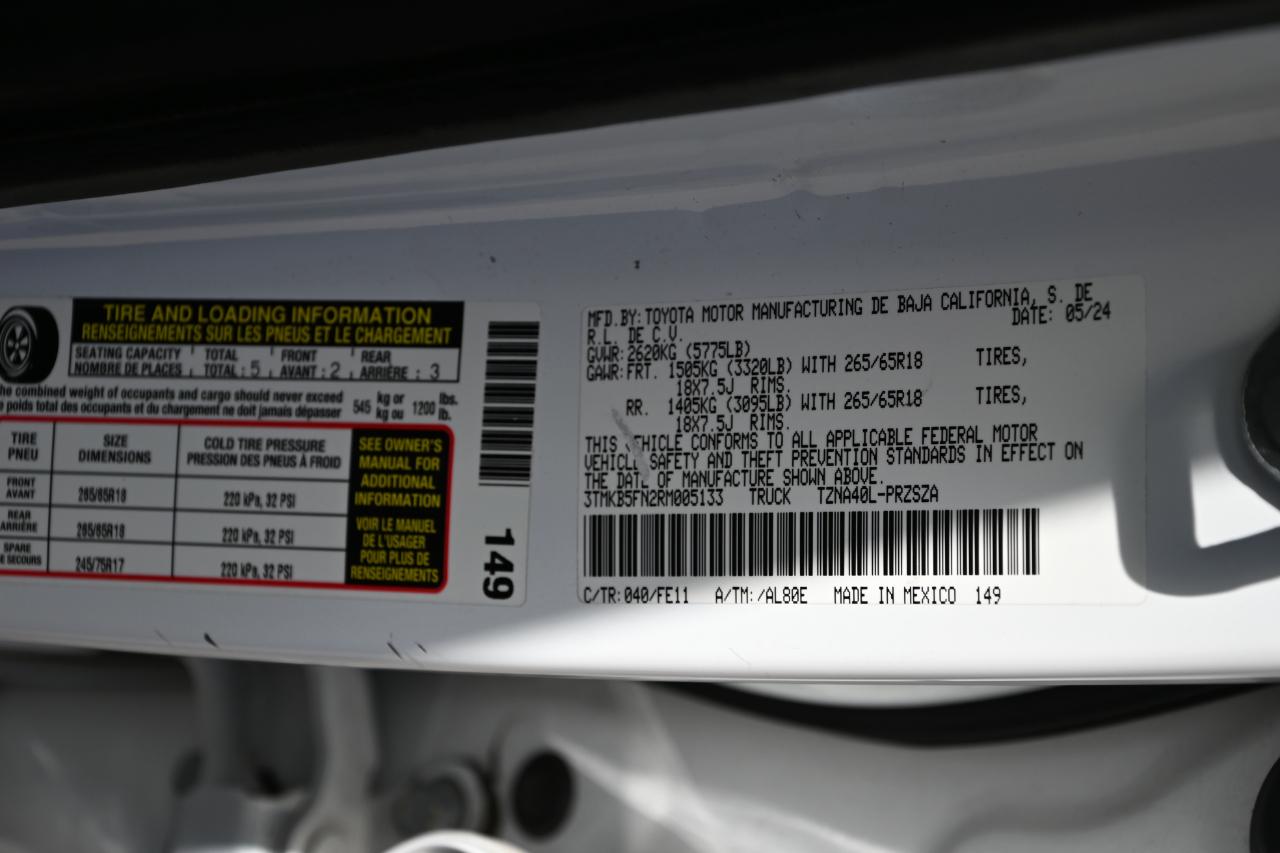 TIRE AND LOADING INFORMATION
RENSEIGNEMENTS SUR LES PNEUS ET LE CHARGEMENT
SEATING CAPACITY TOTAL FRONT REAR
NOMBRE DE PLACES TOTAL : 5 AVANT : 2 ARRIÈRE : 3
The combined weight of occupants and cargo should never exceed 545 kg or 1200 lbs.
poids total des occupants et du chargement ne doit jamais dépasser kg ou lb.
TIRE SIZE COLD TIRE PRESSURE
PNEU DIMENSIONS PRESSION DES PNEUS À FROID
FRONT
AVANT 265/65R18 220 kPa, 32 PSI
REAR
ARRIÈRE 265/65R18 220 kPa, 32 PSI
SPARE
DE SECOURS 245/75R17 220 kPa, 32 PSI
SEE OWNER'S
MANUAL FOR
ADDITIONAL
INFORMATION
VOIR LE MANUEL
DE L'USAGER
POUR PLUS DE
RENSEIGNEMENTS
149
MFD.BY:TOYOTA MOTOR MANUFACTURING DE BAJA CALIFORNIA, S. DE
R.L. DE C.V. DATE: 05/24
GVWR:2620KG (5775LB)
GAWR:FRT. 1505KG (3320LB) WITH 265/65R18 TIRES,
18X7.5J RIMS.
RR. 1405KG (3095LB) WITH 265/65R18 TIRES,
18X7.5J RIMS.
THIS VEHICLE CONFORMS TO ALL APPLICABLE FEDERAL MOTOR
VEHICLE SAFETY AND THEFT PREVENTION STANDARDS IN EFFECT ON
THE DATE OF MANUFACTURE SHOWN ABOVE.
3TMKB5FN2RM005133 TRUCK TZNA40L-PRZSZA
C/TR:040/FE11 A/TM:/AL80E MADE IN MEXICO 149